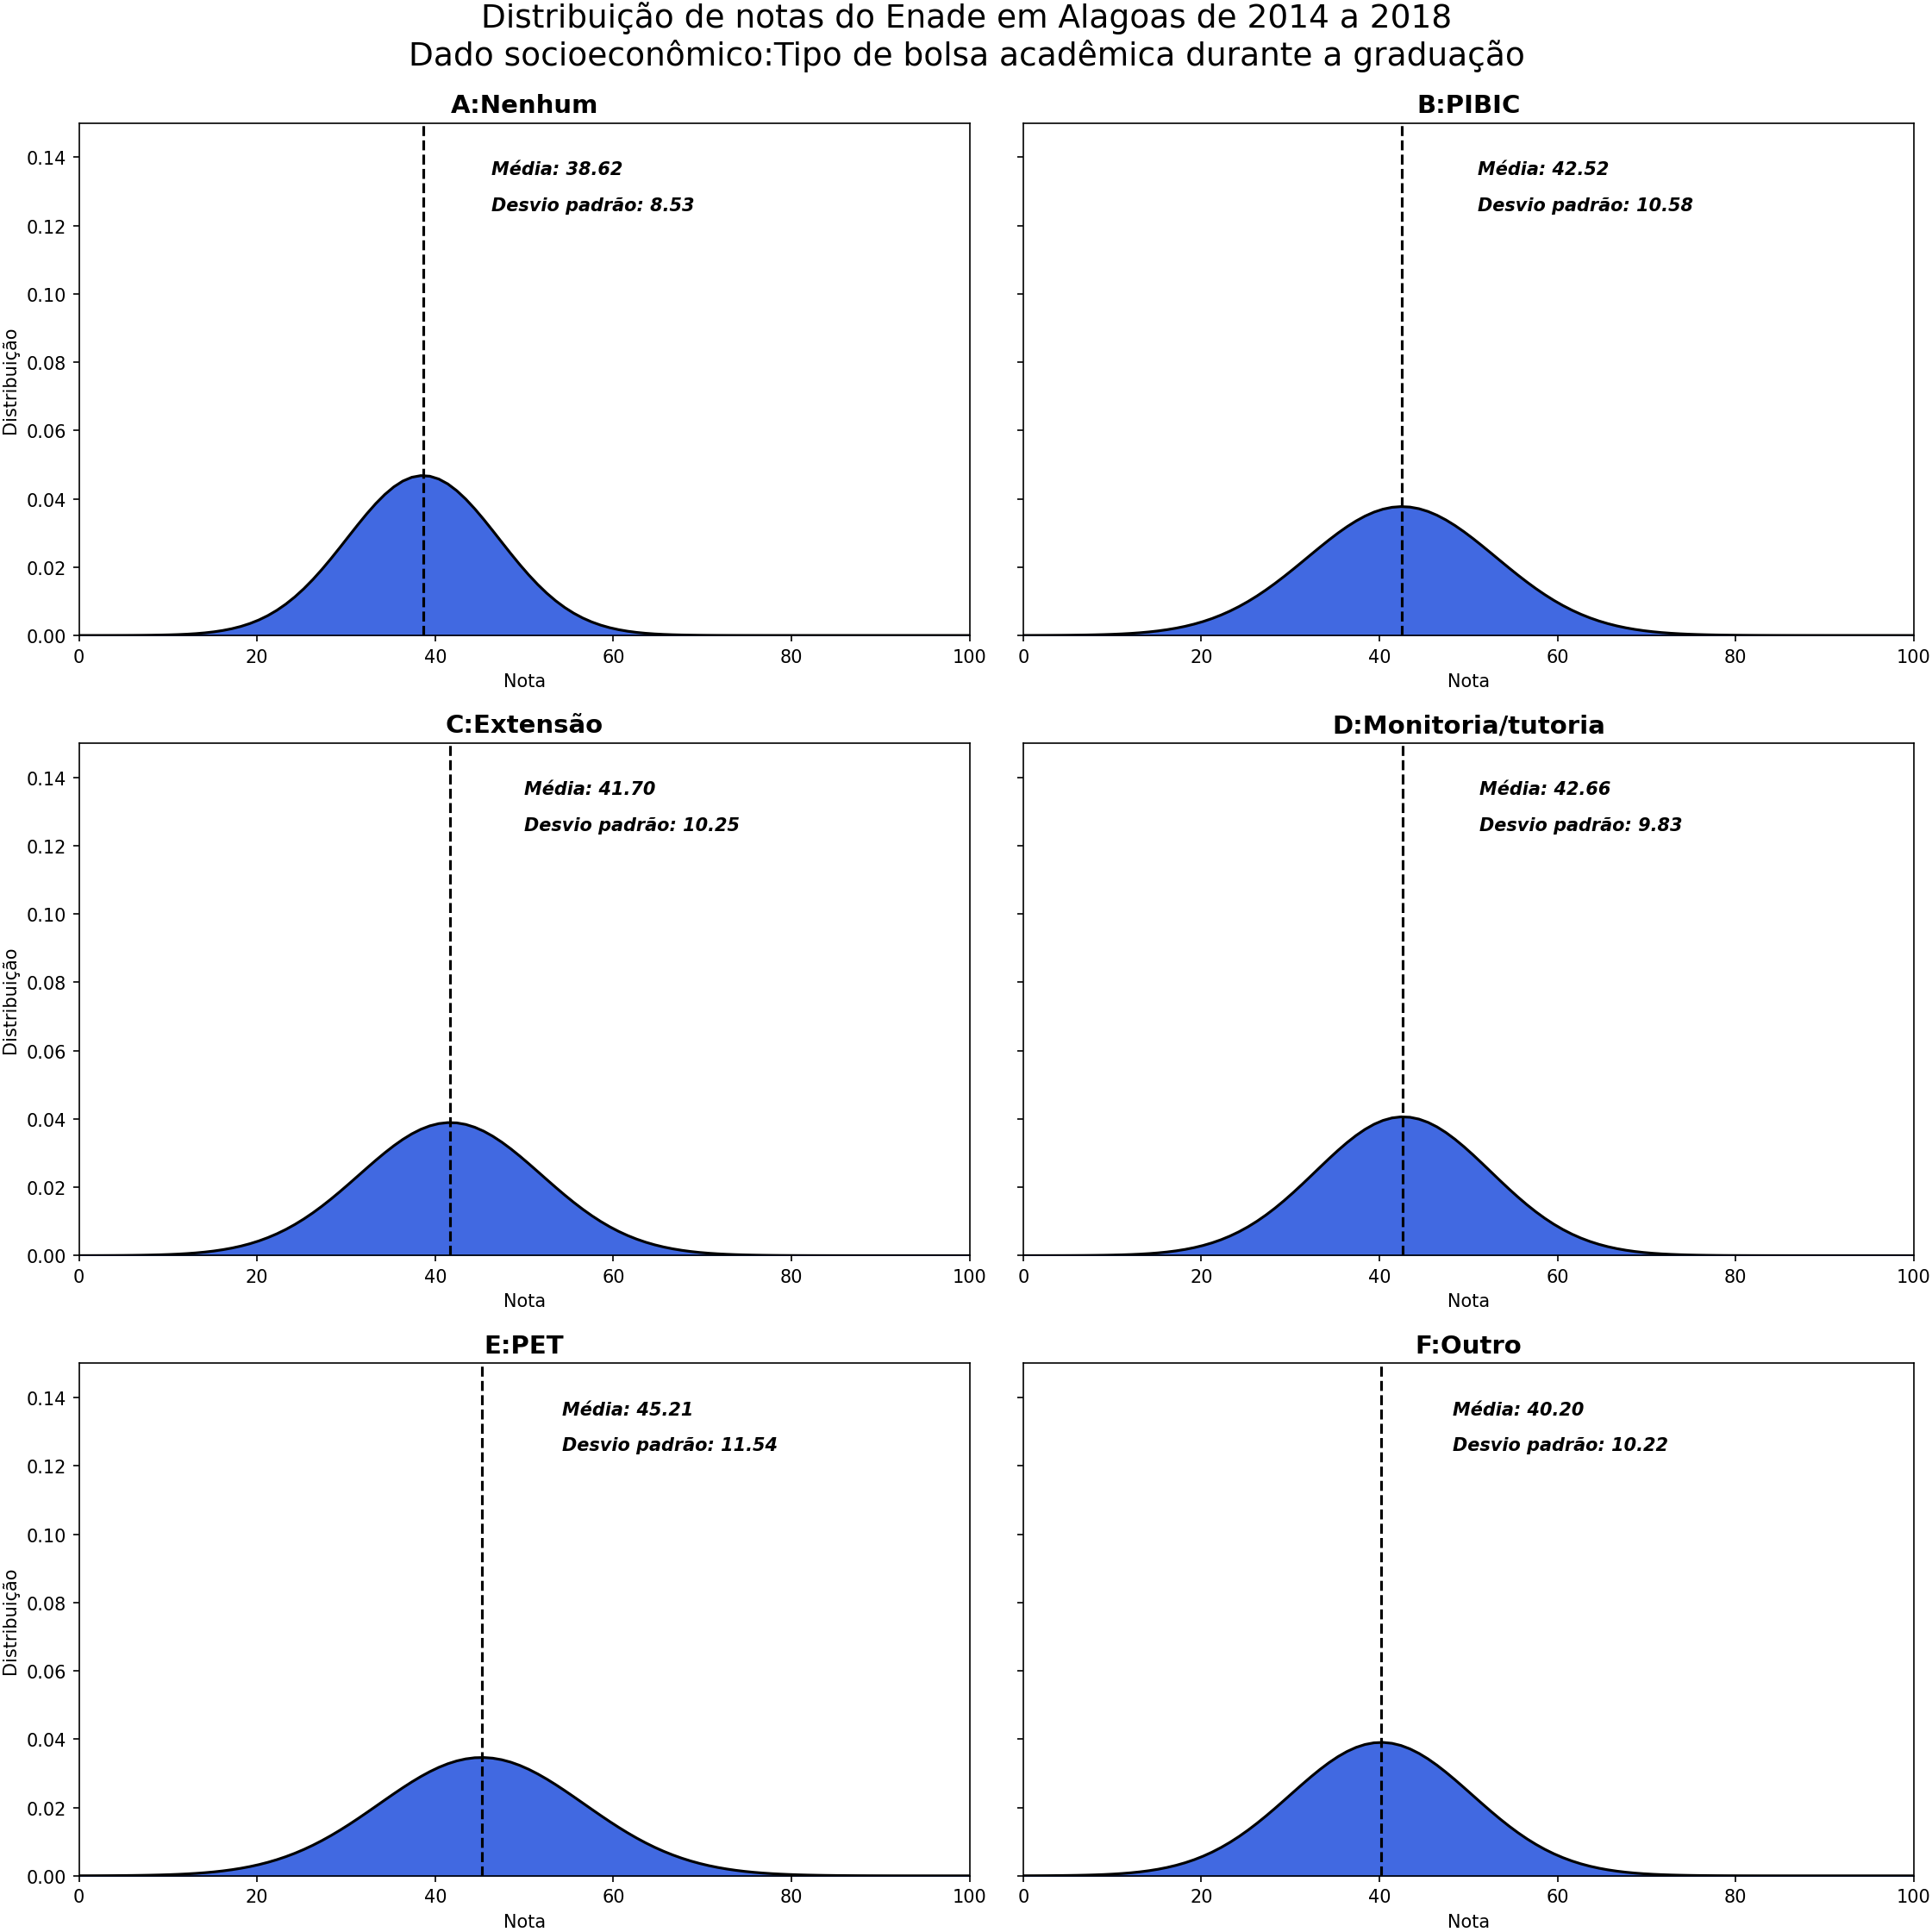 Distribuição de notas do Enade em Alagoas de 2014 a 2018
Dado socioeconômico:Tipo de bolsa acadêmica durante a graduação
A:Nenhum
Média: 38.62
Desvio padrão: 8.53
0.14
0.12
0.10
0.08
0.06
0.04
0.02
0.00
Distribuição
0 20 40 60 80 100
Nota
B:PIBIC
Média: 42.52
Desvio padrão: 10.58
0 20 40 60 80 100
Nota
C:Extensão
Média: 41.70
Desvio padrão: 10.25
0.14
0.12
0.10
0.08
0.06
0.04
0.02
0.00
Distribuição
0 20 40 60 80 100
Nota
D:Monitoria/tutoria
Média: 42.66
Desvio padrão: 9.83
0 20 40 60 80 100
Nota
E:PET
Média: 45.21
Desvio padrão: 11.54
0.14
0.12
0.10
0.08
0.06
0.04
0.02
0.00
Distribuição
0 20 40 60 80 100
Nota
F:Outro
Média: 40.20
Desvio padrão: 10.22
0 20 40 60 80 100
Nota